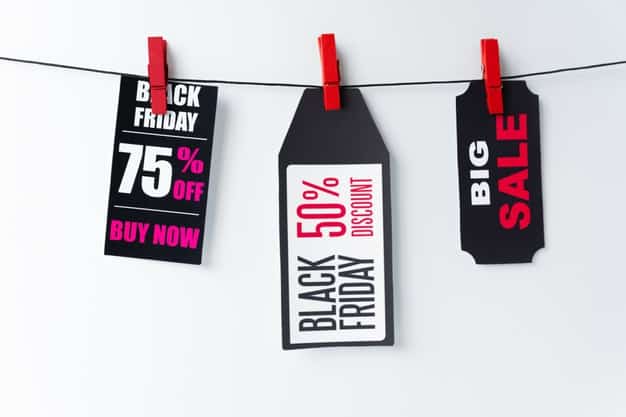 BLACK
FRIDAY
75% OFF
BUY NOW
BLACK FRIDAY
50% DISCOUNT
BIG
SALE